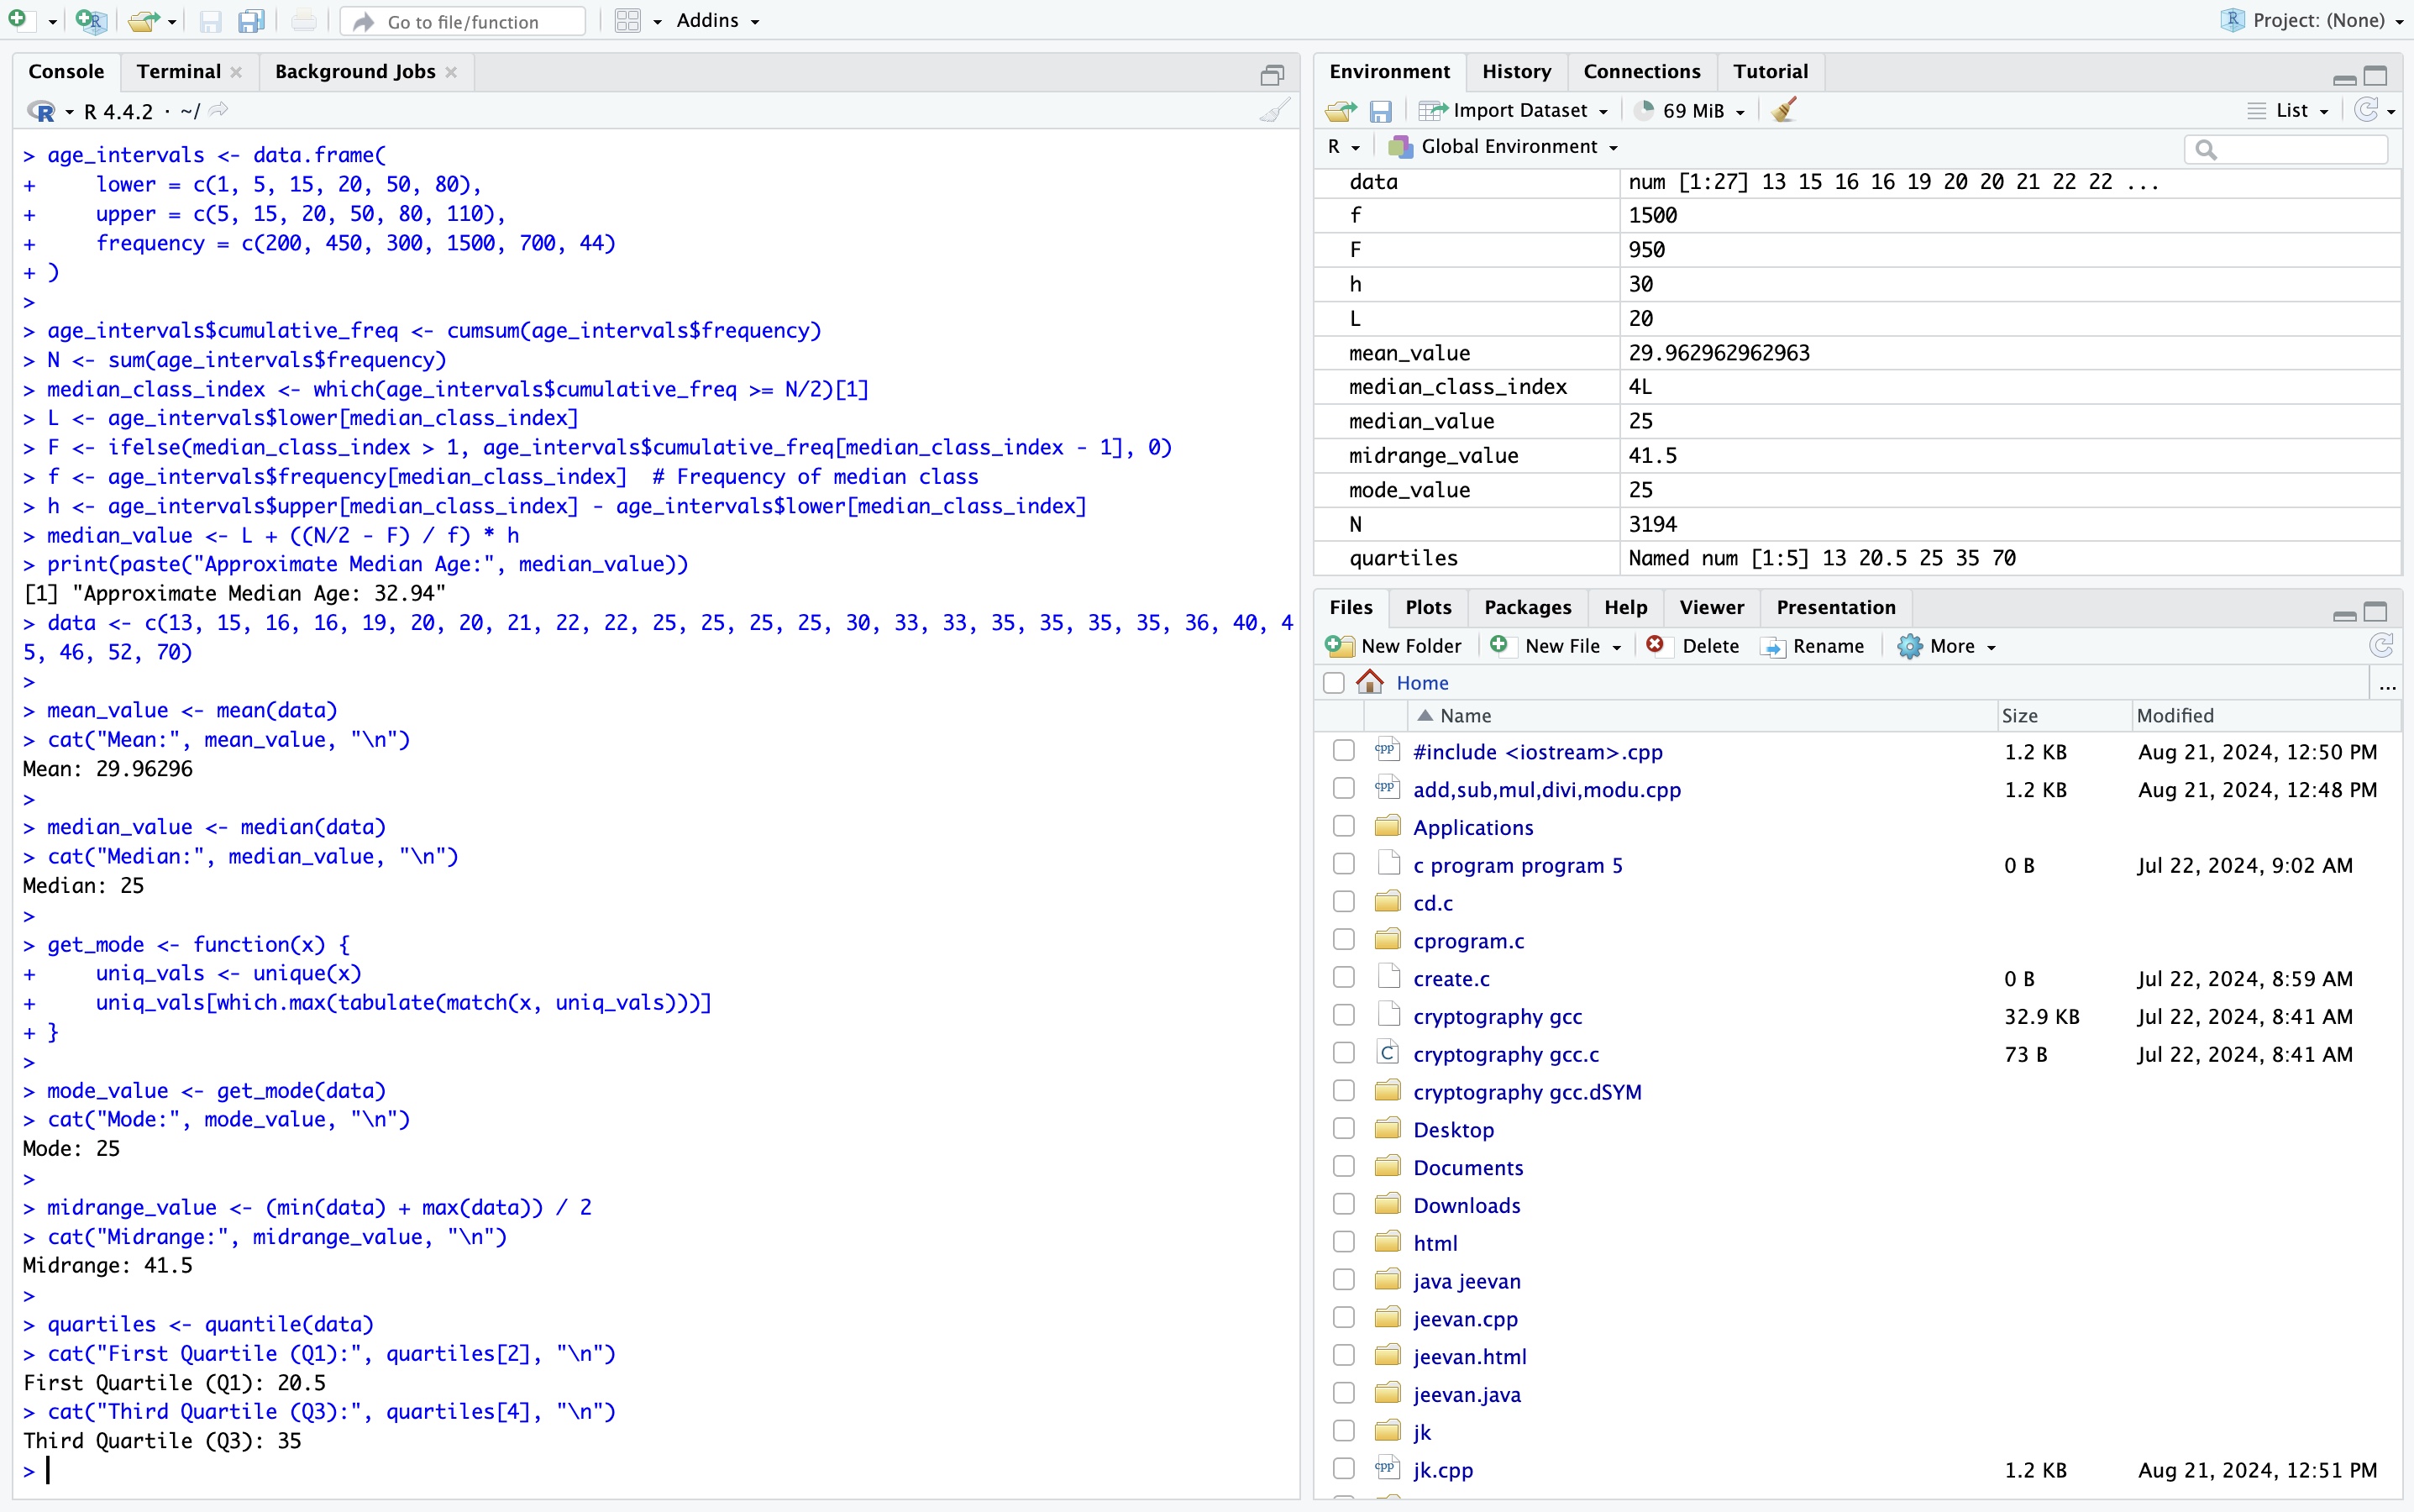 Go to file/function
Addins
Project: (None)
Console
Terminal
Background Jobs
R 4.4.2 · ~/
> age_intervals <- data.frame(
+     lower = c(1, 5, 15, 20, 50, 80),
+     upper = c(5, 15, 20, 50, 80, 110),
+     frequency = c(200, 450, 300, 1500, 700, 44)
+ )
>
> age_intervals$cumulative_freq <- cumsum(age_intervals$frequency)
> N <- sum(age_intervals$frequency)
> median_class_index <- which(age_intervals$cumulative_freq >= N/2)[1]
> L <- age_intervals$lower[median_class_index]
> F <- ifelse(median_class_index > 1, age_intervals$cumulative_freq[median_class_index - 1], 0)
> f <- age_intervals$frequency[median_class_index]  # Frequency of median class
> h <- age_intervals$upper[median_class_index] - age_intervals$lower[median_class_index]
> median_value <- L + ((N/2 - F) / f) * h
> print(paste("Approximate Median Age:", median_value))
[1] "Approximate Median Age: 32.94"
> data <- c(13, 15, 16, 16, 19, 20, 20, 21, 22, 22, 25, 25, 25, 25, 30, 33, 33, 35, 35, 35, 35, 36, 40, 4
5, 46, 52, 70)
>
> mean_value <- mean(data)
> cat("Mean:", mean_value, "\n")
Mean: 29.96296
>
> median_value <- median(data)
> cat("Median:", median_value, "\n")
Median: 25
>
> get_mode <- function(x) {
+     uniq_vals <- unique(x)
+     uniq_vals[which.max(tabulate(match(x, uniq_vals)))]
+ }
>
> mode_value <- get_mode(data)
> cat("Mode:", mode_value, "\n")
Mode: 25
>
> midrange_value <- (min(data) + max(data)) / 2
> cat("Midrange:", midrange_value, "\n")
Midrange: 41.5
>
> quartiles <- quantile(data)
> cat("First Quartile (Q1):", quartiles[2], "\n")
First Quartile (Q1): 20.5
> cat("Third Quartile (Q3):", quartiles[4], "\n")
Third Quartile (Q3): 35
>
Environment
History
Connections
Tutorial
Import Dataset
69 MiB
List
R
Global Environment
data num [1:27] 13 15 16 16 19 20 20 21 22 22 ...
f 1500
F 950
h 30
L 20
mean_value 29.962962962963
median_class_index 4L
median_value 25
midrange_value 41.5
mode_value 25
N 3194
quartiles Named num [1:5] 13 20.5 25 35 70
Files
Plots
Packages
Help
Viewer
Presentation
New Folder
New File
Delete
Rename
More
Home
...
Name Size Modified
#include <iostream>.cpp 1.2 KB Aug 21, 2024, 12:50 PM
add,sub,mul,divi,modu.cpp 1.2 KB Aug 21, 2024, 12:48 PM
Applications
c program program 5 0 B Jul 22, 2024, 9:02 AM
cd.c
cprogram.c
create.c 0 B Jul 22, 2024, 8:59 AM
cryptography gcc 32.9 KB Jul 22, 2024, 8:41 AM
cryptography gcc.c 73 B Jul 22, 2024, 8:41 AM
cryptography gcc.dSYM
Desktop
Documents
Downloads
html
java jeevan
jeevan.cpp
jeevan.html
jeevan.java
jk
jk.cpp 1.2 KB Aug 21, 2024, 12:51 PM